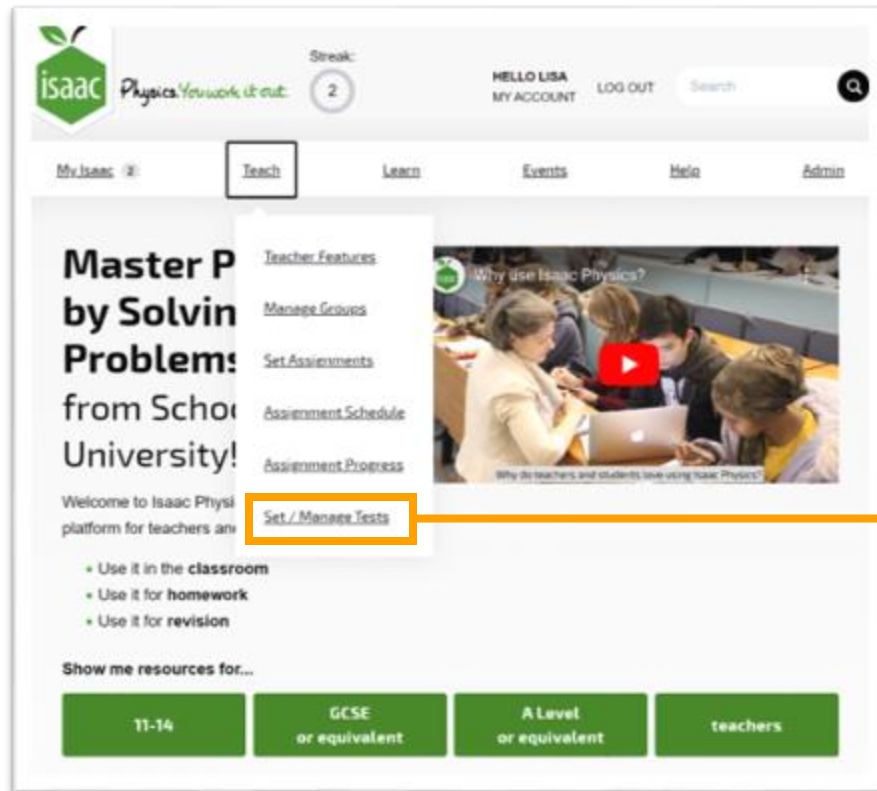 isaac
Physics. You work it out.
Streak:
2
HELLO LISA
MY ACCOUNT
LOG OUT
Search
My Isaac 2
Teach
Learn
Events
Help
Admin
Master P
by Solvin
Problems
from Schoo
University!
Teacher Features
Manage Groups
Set Assignments
Assignment Schedule
Assignment Progress
Set / Manage Tests
isaac
Why use Isaac Physics?
Why do teachers and students love using Isaac Physics?
Welcome to Isaac Physi
platform for teachers an
• Use it in the classroom
• Use it for homework
• Use it for revision
Show me resources for...
11-14
GCSE
or equivalent
A Level
or equivalent
teachers